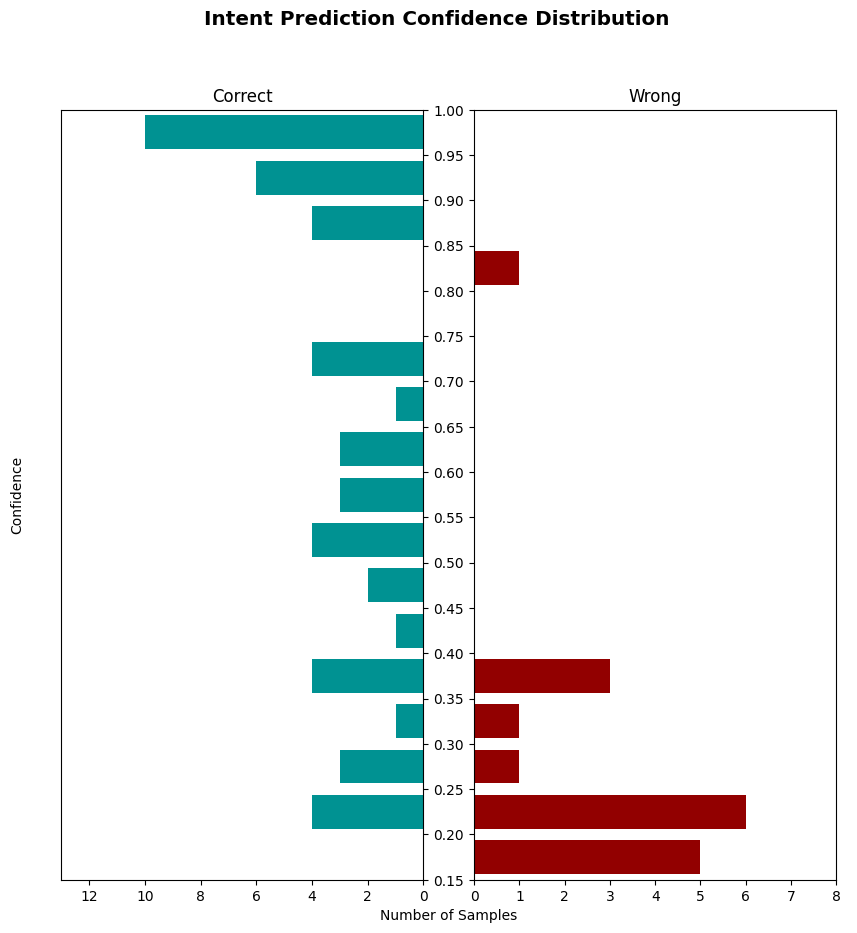 Intent Prediction Confidence Distribution
Correct
Wrong
1.00
0.95
0.90
0.85
0.80
0.75
0.70
0.65
0.60
0.55
0.50
0.45
0.40
0.35
0.30
0.25
0.20
0.15
Confidence
12 10 8 6 4 2 0
0 1 2 3 4 5 6 7 8
Number of Samples